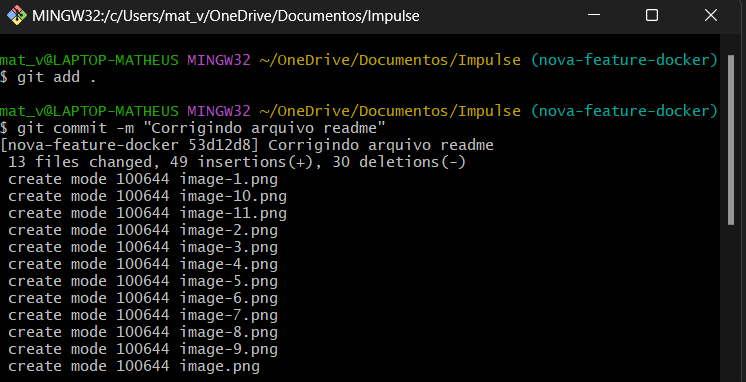 MINGW32:/c/Users/mat_v/OneDrive/Documentos/Impulse
mat_v@LAPTOP-MATHEUS MINGW32 ~/OneDrive/Documentos/Impulse (nova-feature-docker)
$ git add .
mat_v@LAPTOP-MATHEUS MINGW32 ~/OneDrive/Documentos/Impulse (nova-feature-docker)
$ git commit -m "Corrigindo arquivo readme"
[nova-feature-docker 53d12d8] Corrigindo arquivo readme
 13 files changed, 49 insertions(+), 30 deletions(-)
 create mode 100644 image-1.png
 create mode 100644 image-10.png
 create mode 100644 image-11.png
 create mode 100644 image-2.png
 create mode 100644 image-3.png
 create mode 100644 image-4.png
 create mode 100644 image-5.png
 create mode 100644 image-6.png
 create mode 100644 image-7.png
 create mode 100644 image-8.png
 create mode 100644 image-9.png
 create mode 100644 image.png